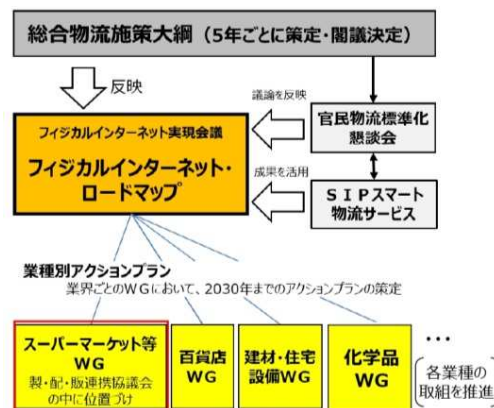 総合物流施策大綱（5年ごとに策定・閣議決定）
反映
議論を反映
官民物流標準化
懇談会
フィジカルインターネット実現会議
フィジカルインターネット・
ロードマップ
成果を活用
ＳＩＰスマート
物流サービス
業種別アクションプラン
業界ごとのＷＧにおいて、2030年までのアクションプランの策定
スーパーマーケット等
WG
製・配・販連携協議会
の中に位置づけ
百貨店
WG
建材・住宅
設備WG
化学品
WG
…
各業種の
取組を推進